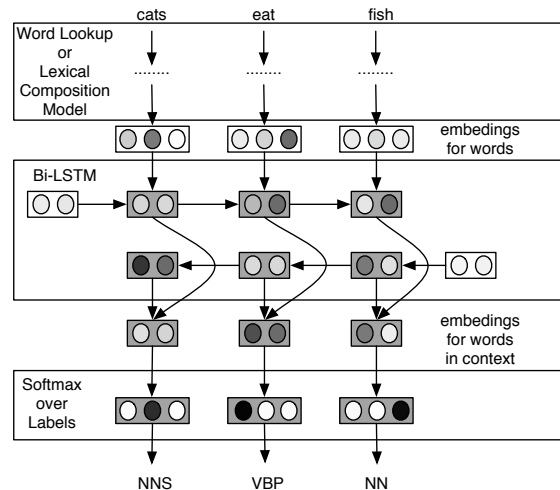 cats eat fish
Word Lookup
or
Lexical
Composition
Model
embedings
for words
Bi-LSTM
embedings
for words
in context
Softmax
over
Labels
NNS VBP NN